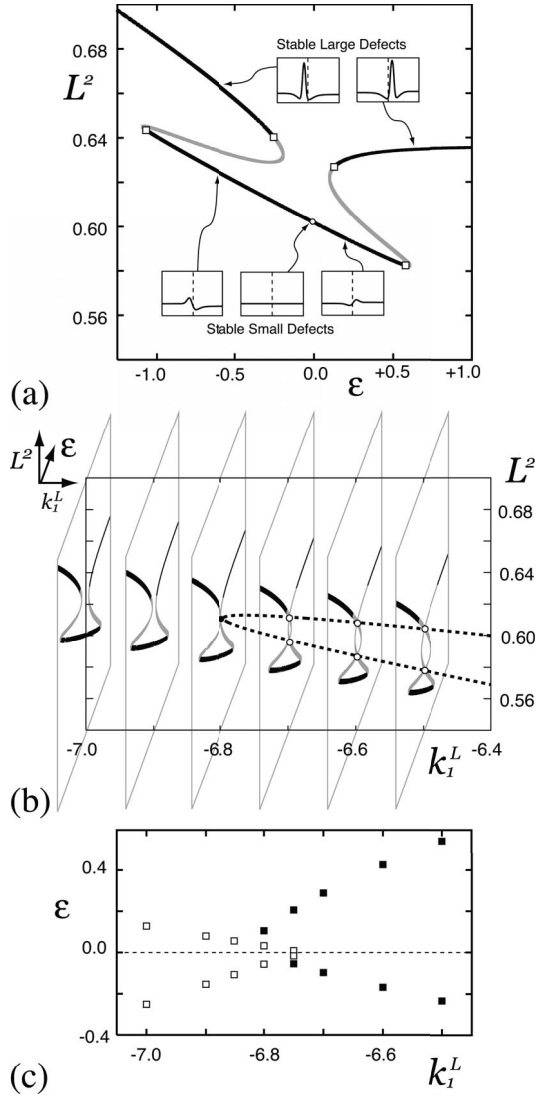 0.68
L²
0.64
0.60
0.56
Stable Large Defects
Stable Small Defects
-1.0 -0.5 0.0 +0.5 +1.0
ε
(a)
L²
ε
k₁ᴸ
L²
0.68
0.64
0.60
0.56
-7.0 -6.8 -6.6 -6.4
k₁ᴸ
(b)
0.4
ε
0.0
-0.4
-7.0 -6.8 -6.6
k₁ᴸ
(c)